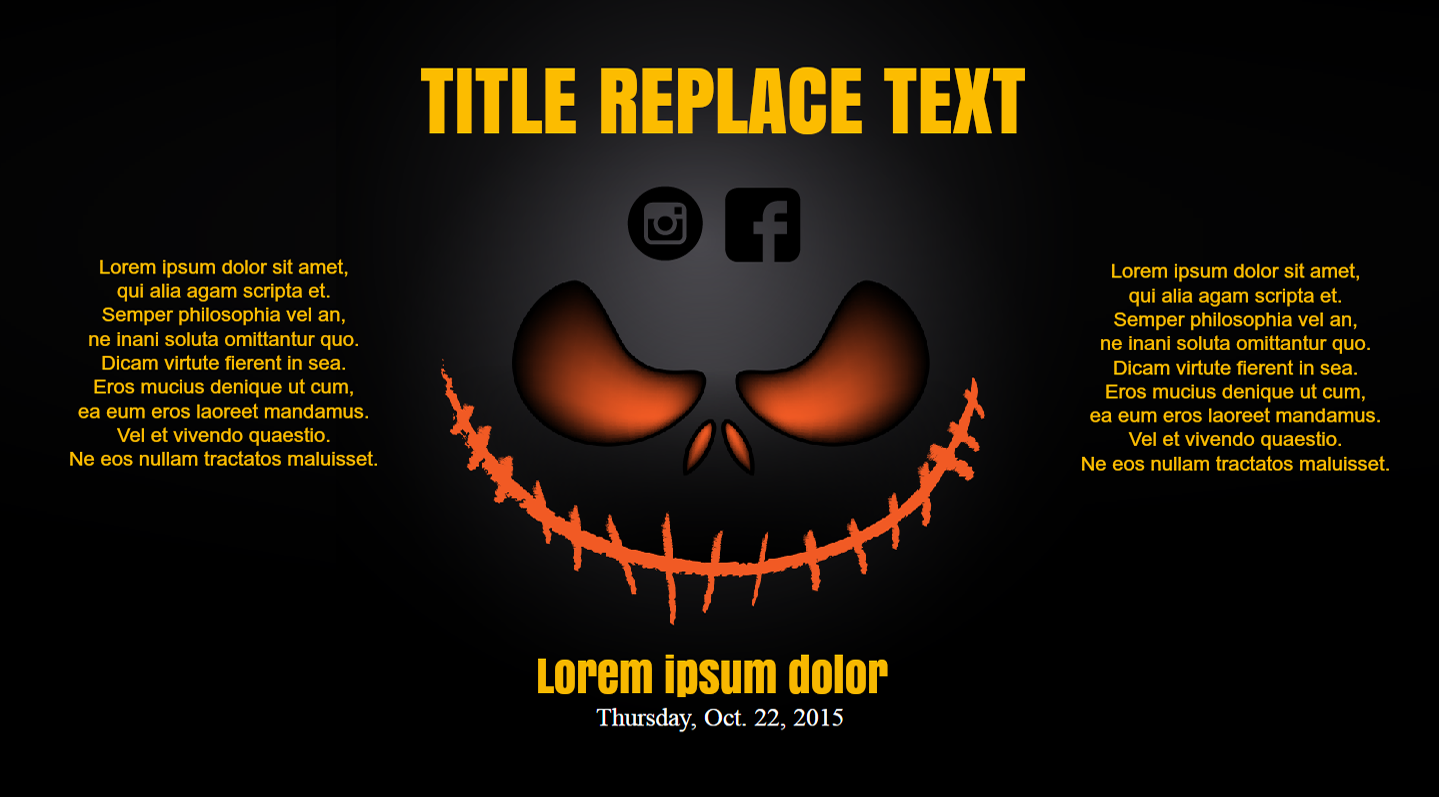 TITLE REPLACE TEXT
Lorem ipsum dolor sit amet,
qui alia agam scripta et.
Semper philosophia vel an,
ne inani soluta omittantur quo.
Dicam virtute fierent in sea.
Eros mucius denique ut cum,
ea eum eros laoreet mandamus.
Vel et vivendo quaestio.
Ne eos nullam tractatos maluisset.
Lorem ipsum dolor sit amet,
qui alia agam scripta et.
Semper philosophia vel an,
ne inani soluta omittantur quo.
Dicam virtute fierent in sea.
Eros mucius denique ut cum,
ea eum eros laoreet mandamus.
Vel et vivendo quaestio.
Ne eos nullam tractatos maluisset.
Lorem ipsum dolor
Thursday, Oct. 22, 2015